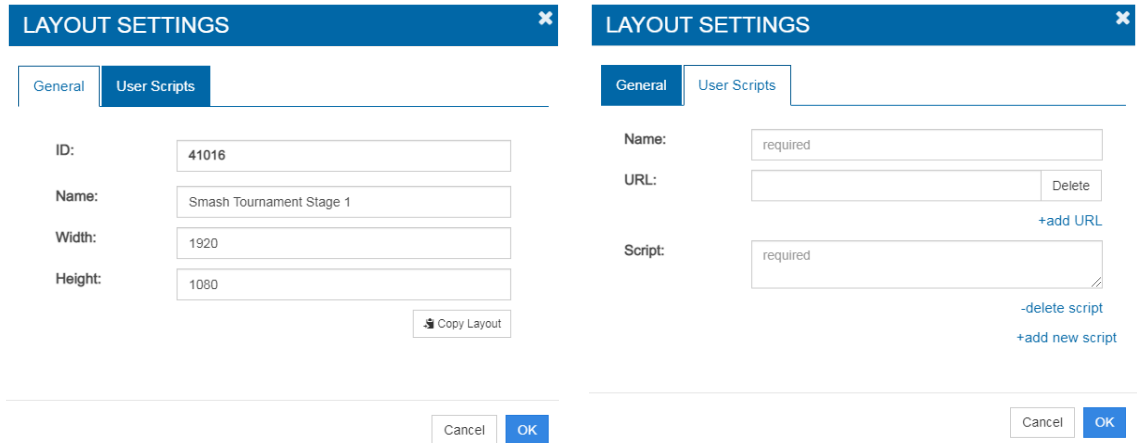 LAYOUT SETTINGS
General User Scripts
ID: 41016
Name: Smash Tournament Stage 1
Width: 1920
Height: 1080
Copy Layout
Cancel OK
LAYOUT SETTINGS
General User Scripts
Name: required
URL: Delete
+add URL
Script: required
-delete script
+add new script
Cancel OK